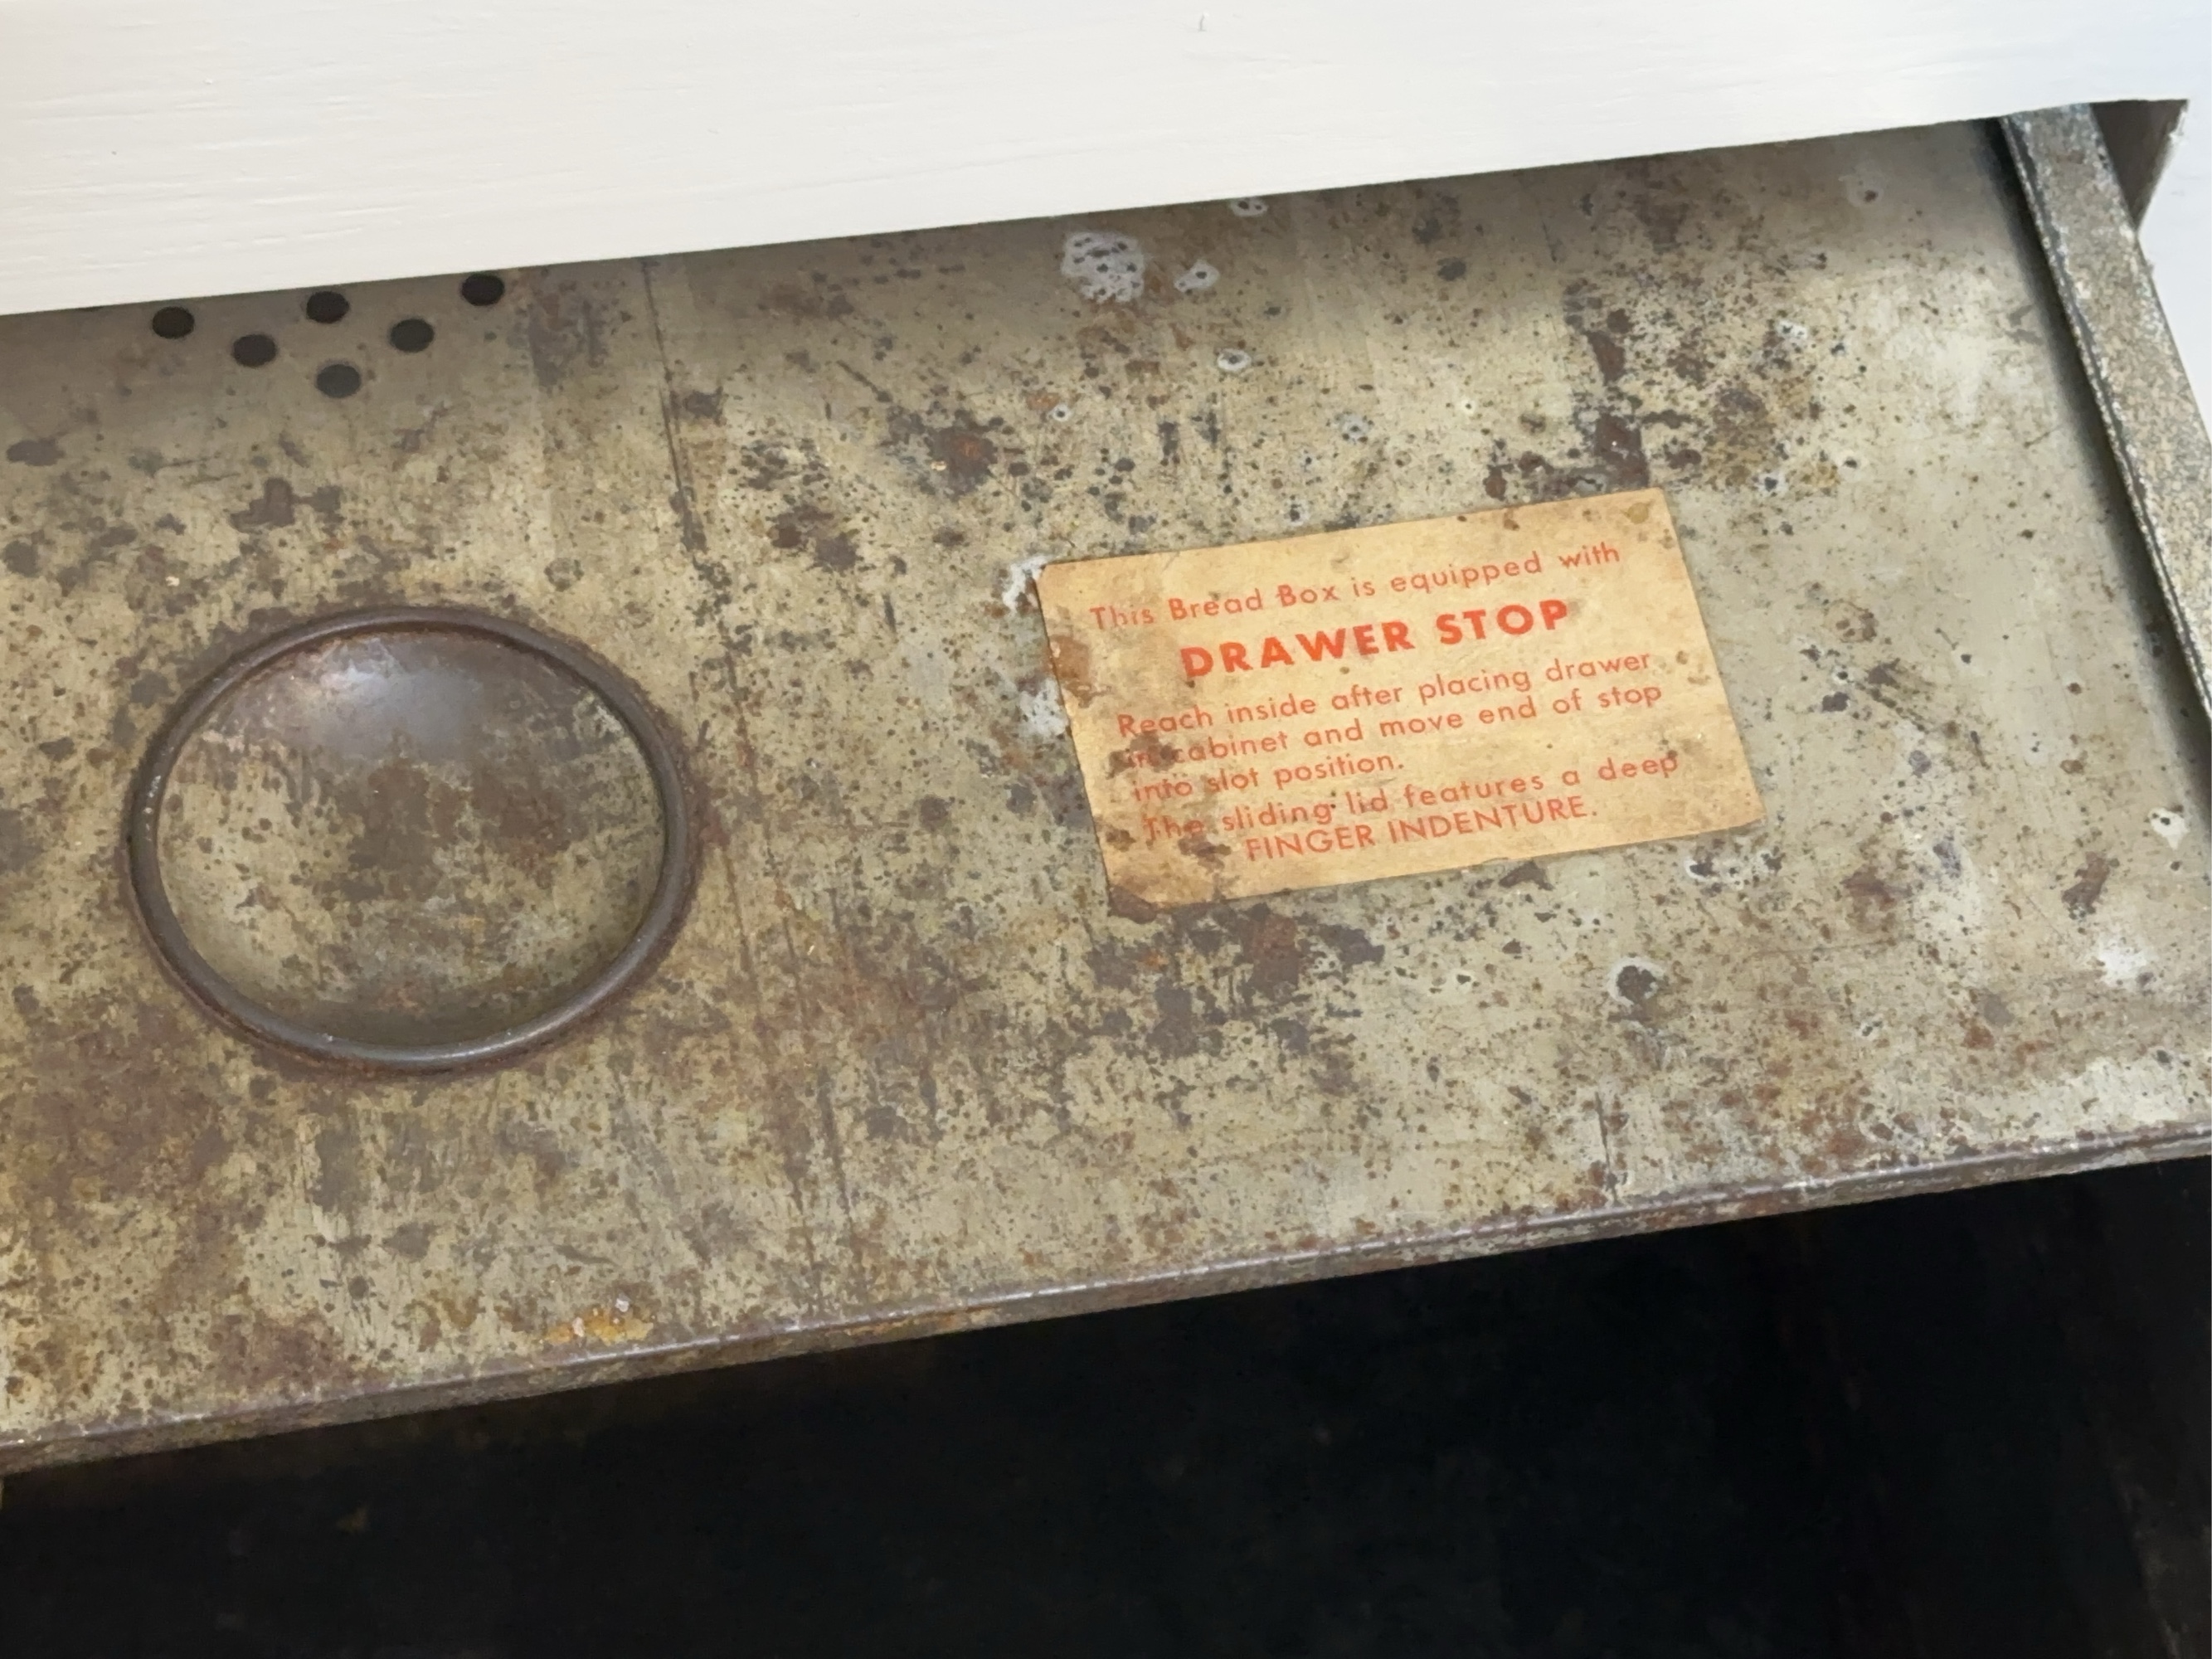 This Bread Box is equipped with
DRAWER STOP
Reach inside after placing drawer
in cabinet and move end of stop
into slot position.
The sliding lid features a deep
FINGER INDENTURE.